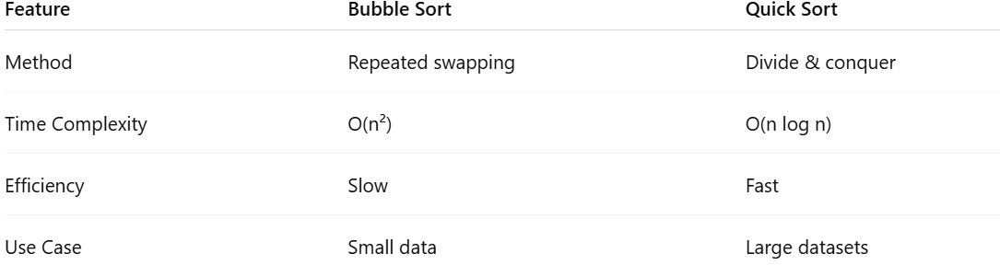 Feature Bubble Sort Quick Sort
Method Repeated swapping Divide & conquer
Time Complexity O(n²) O(n log n)
Efficiency Slow Fast
Use Case Small data Large datasets